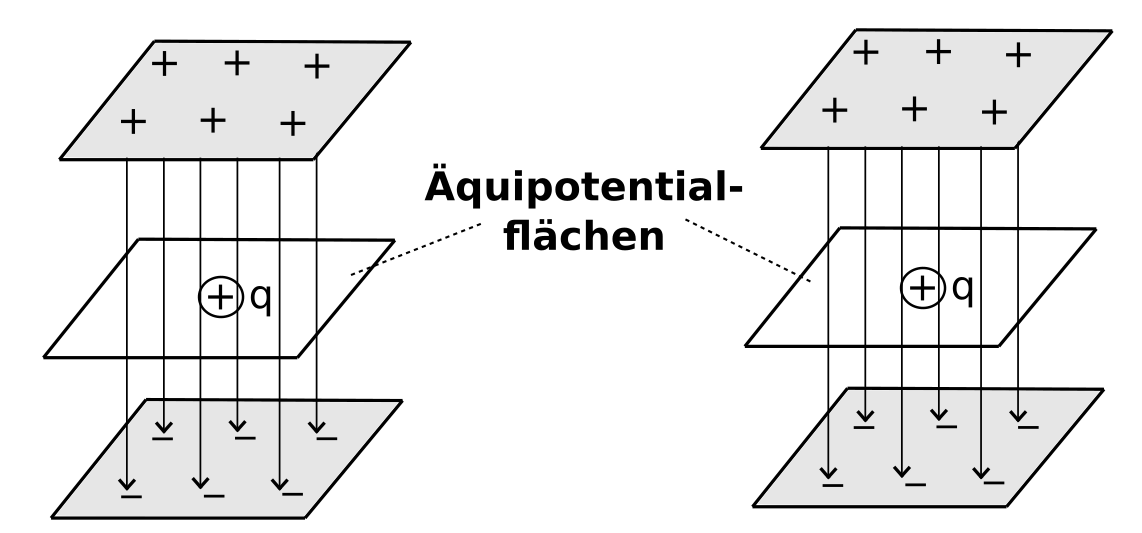 + + +
+ + +
+ + +
+ + +
Äquipotential-
flächen
+ q
+ q
− − −
− − −
− − −
− − −